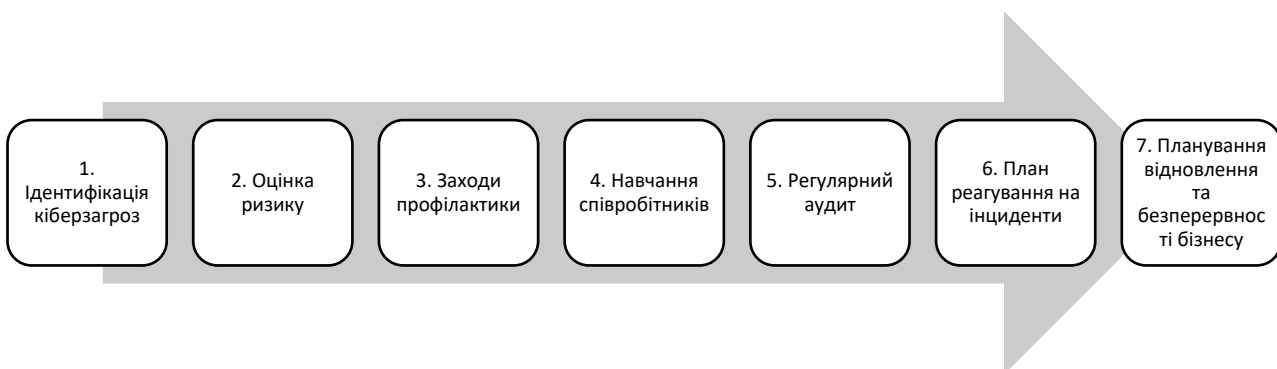 1.
Ідентифікація
кіберзагроз
2. Оцінка
ризику
3. Заходи
профілактики
4. Навчання
співробітників
5. Регулярний
аудит
6. План
реагування на
інциденти
7. Планування
відновлення
та
безперервнос
ті бізнесу